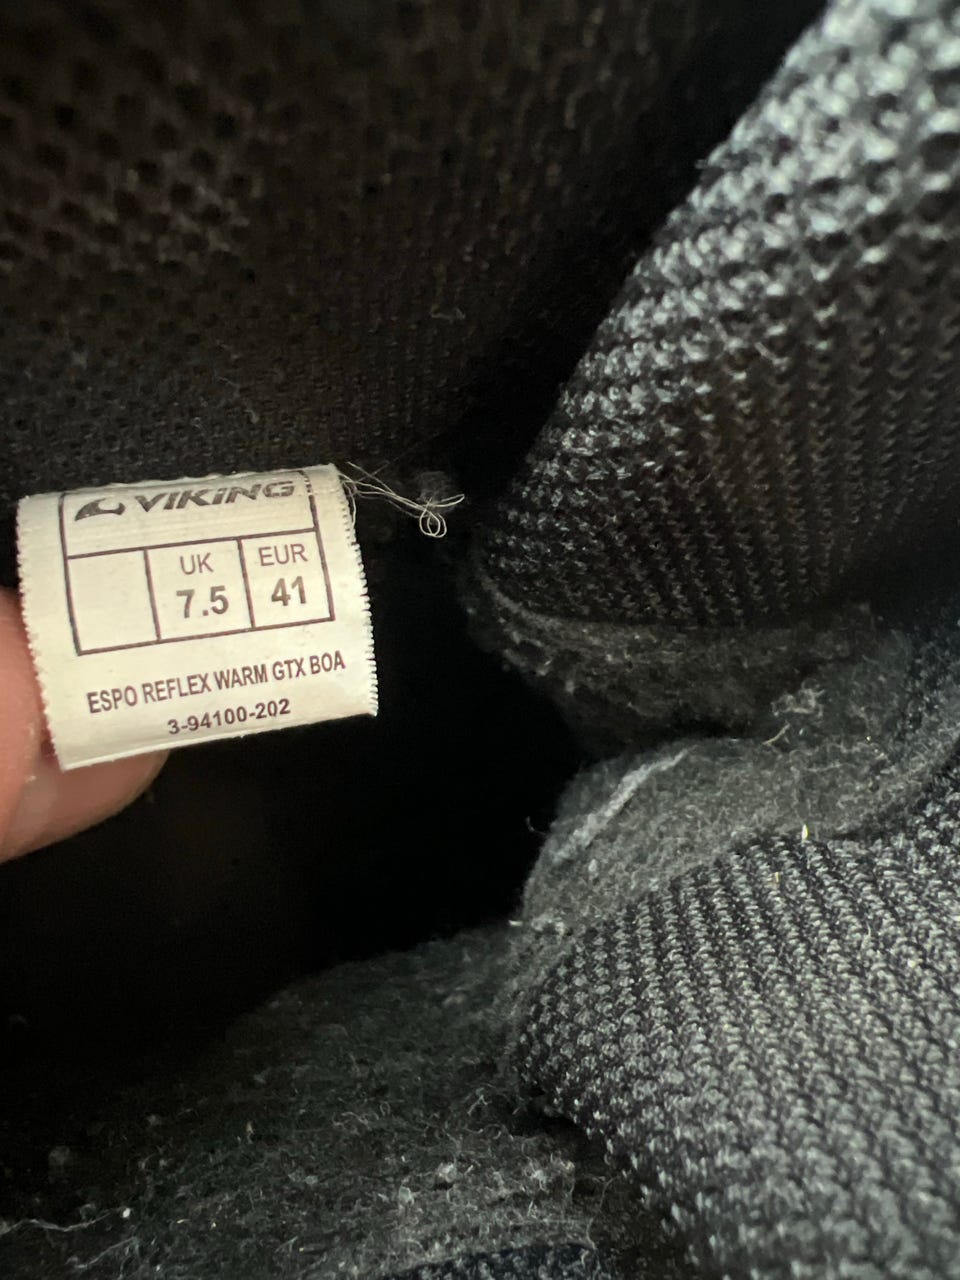 VIKING
UK EUR
7.5 41
ESPO REFLEX WARM GTX BOA
3-94100-202